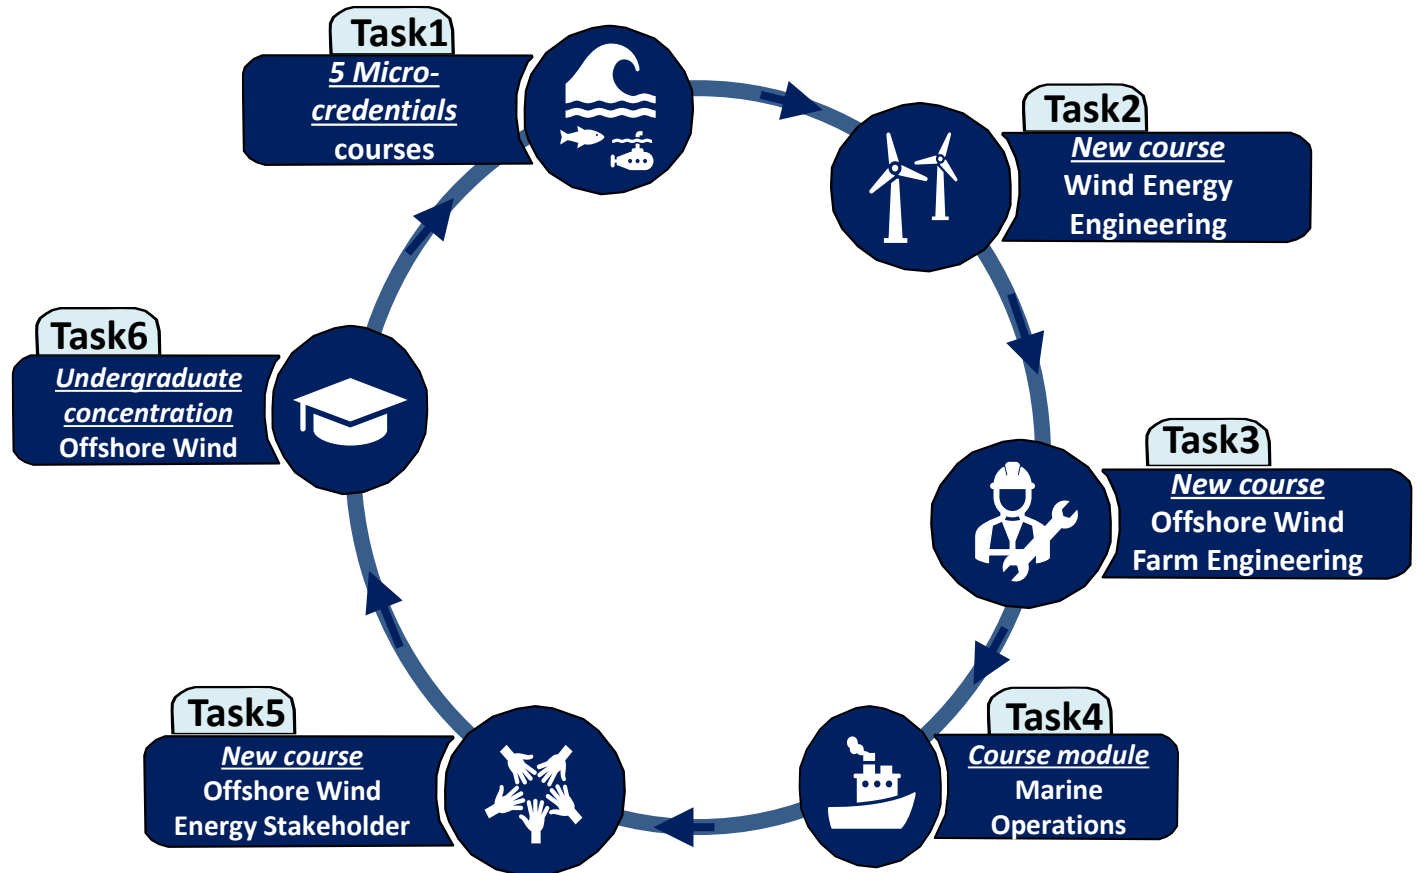 Task1
5 Micro-
credentials
courses
Task2
New course
Wind Energy
Engineering
Task3
New course
Offshore Wind
Farm Engineering
Task4
Course module
Marine
Operations
Task5
New course
Offshore Wind
Energy Stakeholder
Task6
Undergraduate
concentration
Offshore Wind